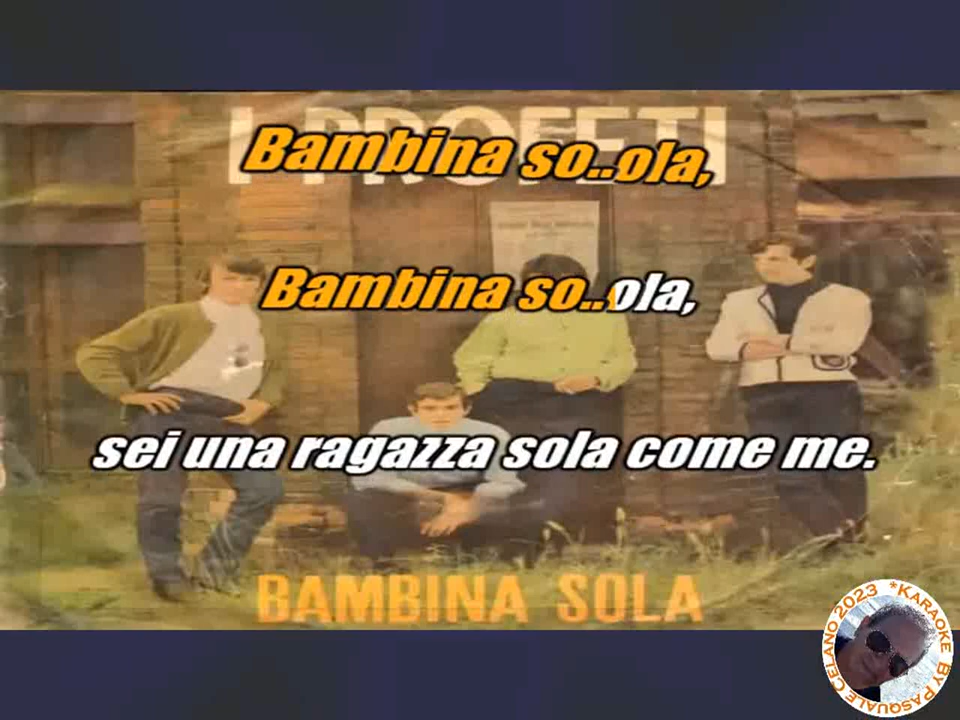 I PROFETI
Bambina so..ola,
Bambina so..ola,
sei una ragazza sola come me.
BAMBINA SOLA
*KARAOKE BY PASQUALE CELANO 2023